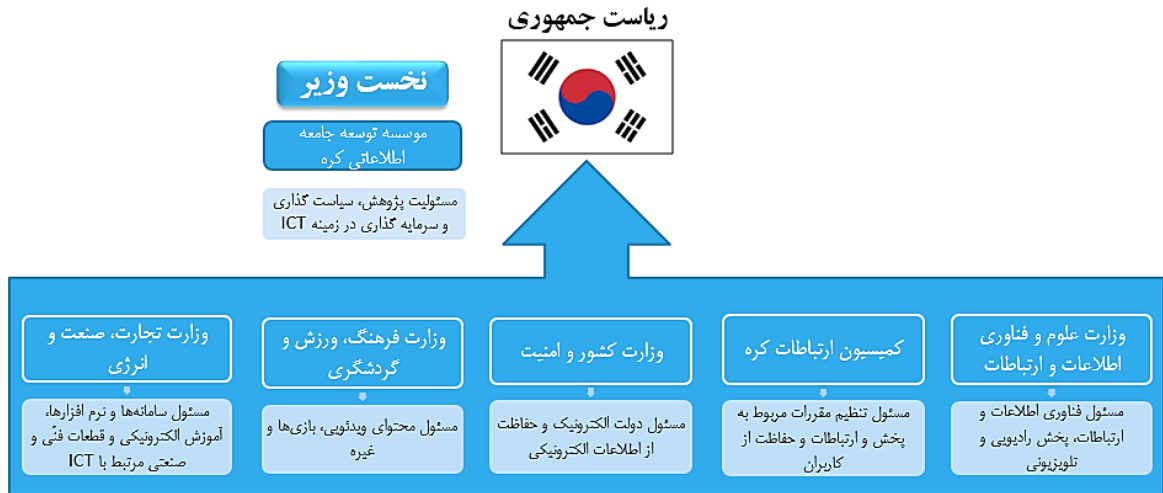 ریاست جمهوری
نخست وزیر
موسسه توسعه جامعه
اطلاعاتی کره
مسئولیت پژوهش، سیاست گذاری
و سرمایه گذاری در زمینه ICT
وزارت علوم و فناوری
اطلاعات و ارتباطات
مسئول فناوری اطلاعات و
ارتباطات، پخش رادیویی و
تلویزیونی
کمیسیون ارتباطات کره
مسئول تنظیم مقررات مربوط به
پخش و ارتباطات و حفاظت از
کاربران
وزارت کشور و امنیت
مسئول دولت الکترونیک و حفاظت
از اطلاعات الکترونیکی
وزارت فرهنگ، ورزش و
گردشگری
مسئول محتوای ویدئویی، بازی‌ها و
غیره
وزارت تجارت، صنعت و
انرژی
مسئول سامانه‌ها و نرم افزارها،
آموزش الکترونیکی و قطعات فنّی و
صنعتی مرتبط با ICT